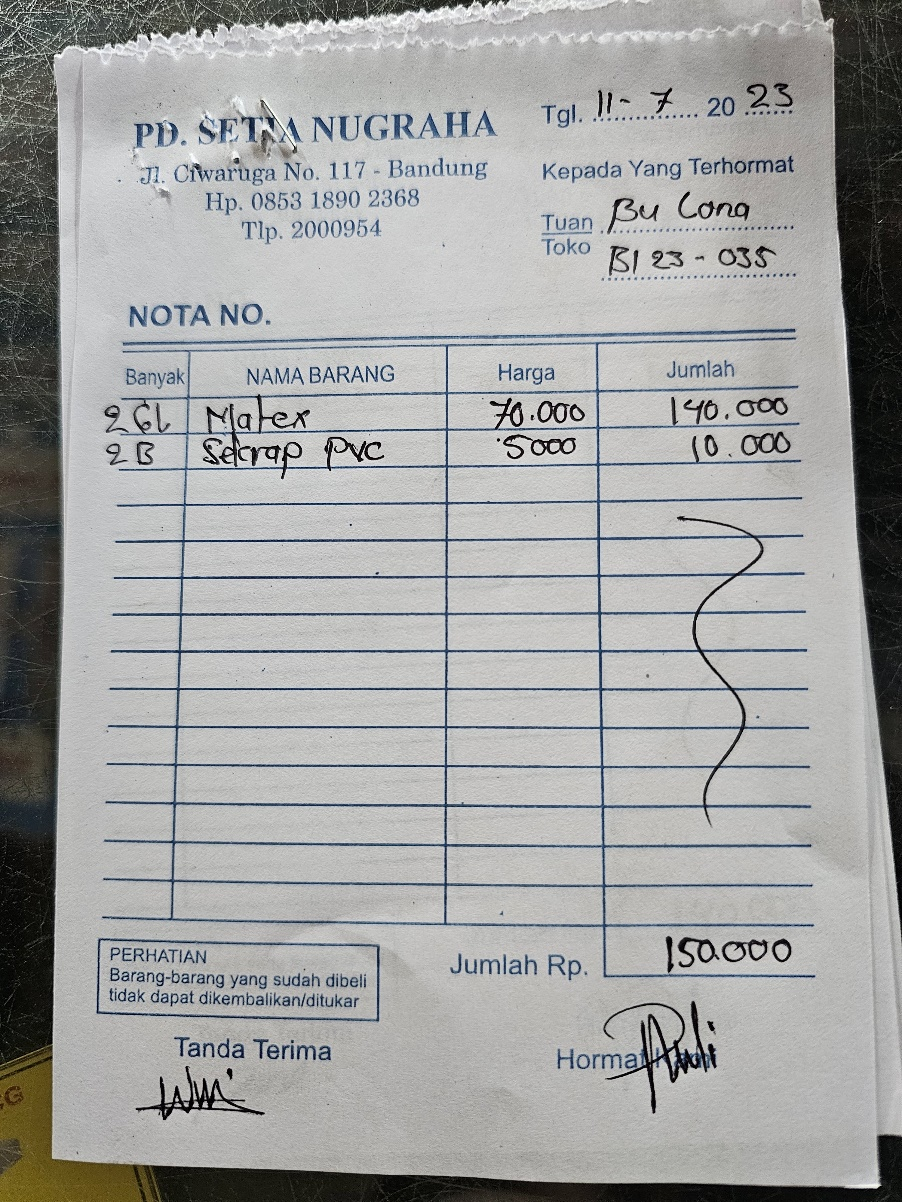 PD. SETIA NUGRAHA
Jl. Ciwaruga No. 117 - Bandung
Hp. 0853 1890 2368
Tlp. 2000954
Tgl. 11-7 2023
Kepada Yang Terhormat
Tuan Bu Cona
Toko BI 23-035
NOTA NO.
Banyak NAMA BARANG Harga Jumlah
2 GL Matex 70.000 140.000
2 B Sekrap PVC 5000 10.000
Jumlah Rp. 150.000
PERHATIAN
Barang-barang yang sudah dibeli
tidak dapat dikembalikan/ditukar
Tanda Terima
Hormat Kami